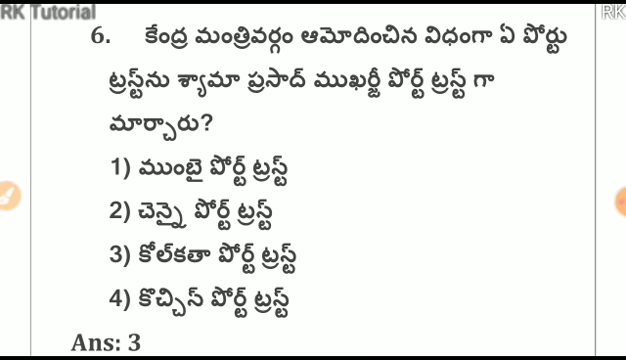 RK Tutorial
RK
6. కేంద్ర మంత్రివర్గం ఆమోదించిన విధంగా ఏ పోర్టు
ట్రస్ట్‌ను శ్యామా ప్రసాద్ ముఖర్జీ పోర్ట్ ట్రస్ట్ గా
మార్చారు?
1) ముంబై పోర్ట్ ట్రస్ట్
2) చెన్నై పోర్ట్ ట్రస్ట్
3) కోల్‌కతా పోర్ట్ ట్రస్ట్
4) కొచ్చిస్ పోర్ట్ ట్రస్ట్
Ans: 3